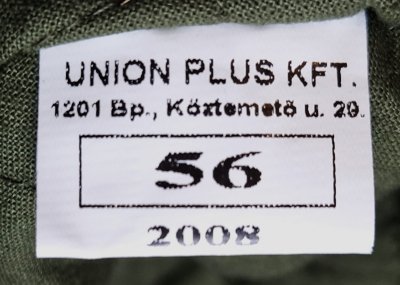 UNION PLUS KFT.
1201 Bp., Köztemető u. 29.
56
2008